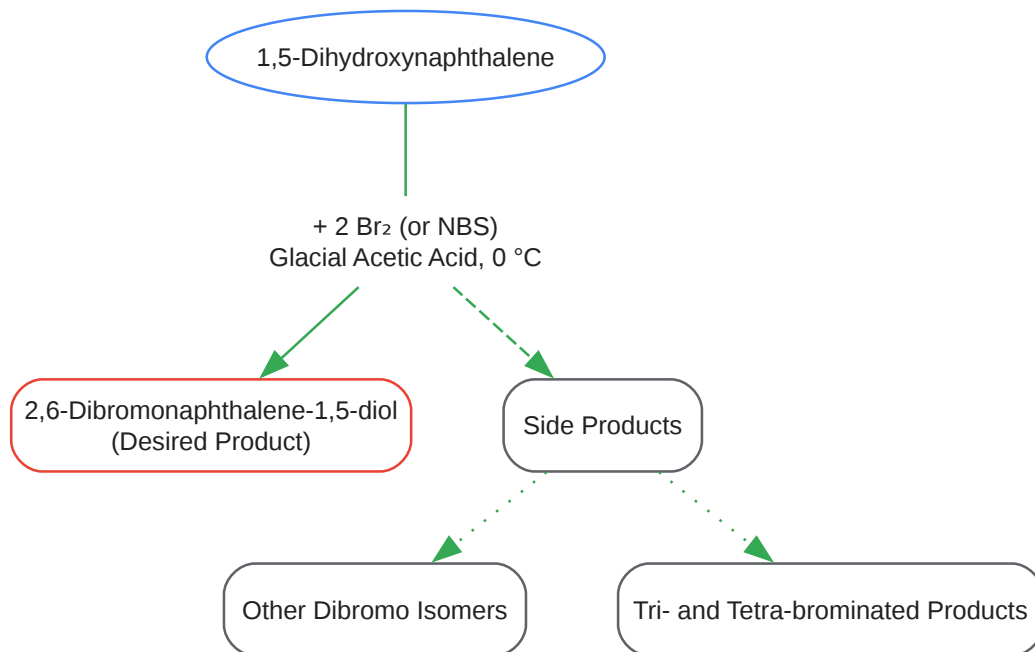 1,5-Dihydroxynaphthalene
+ 2 Br₂ (or NBS)
Glacial Acetic Acid, 0 °C
2,6-Dibromonaphthalene-1,5-diol
(Desired Product)
Side Products
Other Dibromo Isomers
Tri- and Tetra-brominated Products